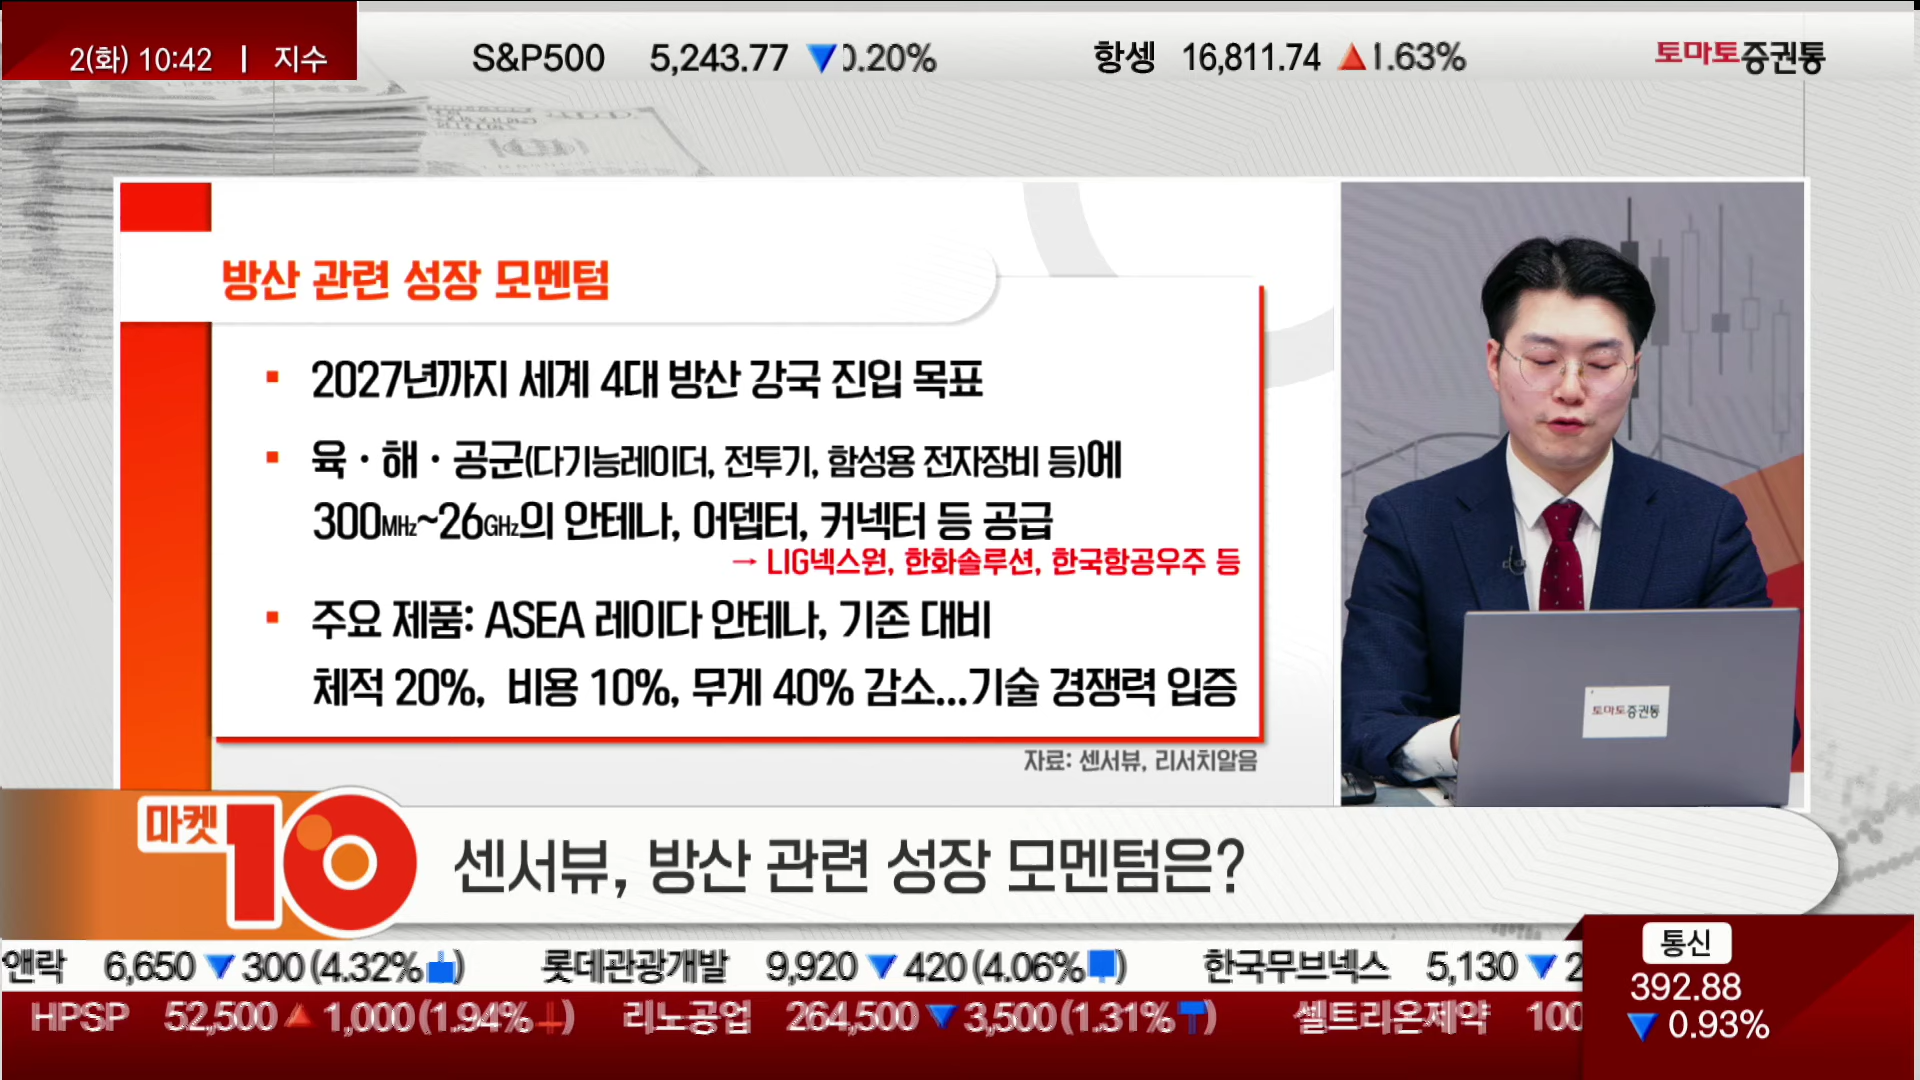 2(화) 10:42 | 지수
S&P500 5,243.77 ▼0.20%
항셍 16,811.74 ▲1.63%
토마토증권통
방산 관련 성장 모멘텀
▪ 2027년까지 세계 4대 방산 강국 진입 목표
▪ 육·해·공군(다기능레이더, 전투기, 함성용 전자장비 등)에
300MHz~26GHz의 안테나, 어뎁터, 커넥터 등 공급
→ LIG넥스원, 한화솔루션, 한국항공우주 등
▪ 주요 제품: ASEA 레이다 안테나, 기존 대비
체적 20%, 비용 10%, 무게 40% 감소...기술 경쟁력 입증
자료: 센서뷰, 리서치알음
토마토증권통
마켓 10
센서뷰, 방산 관련 성장 모멘텀은?
앤락 6,650 ▼300 (4.32%) 롯데관광개발 9,920 ▼420 (4.06%) 한국무브넥스 5,130 ▼2
HPSP 52,500 ▲1,000 (1.94%) 리노공업 264,500 ▼3,500 (1.31%) 셀트리온제약 100
통신
392.88
▼ 0.93%